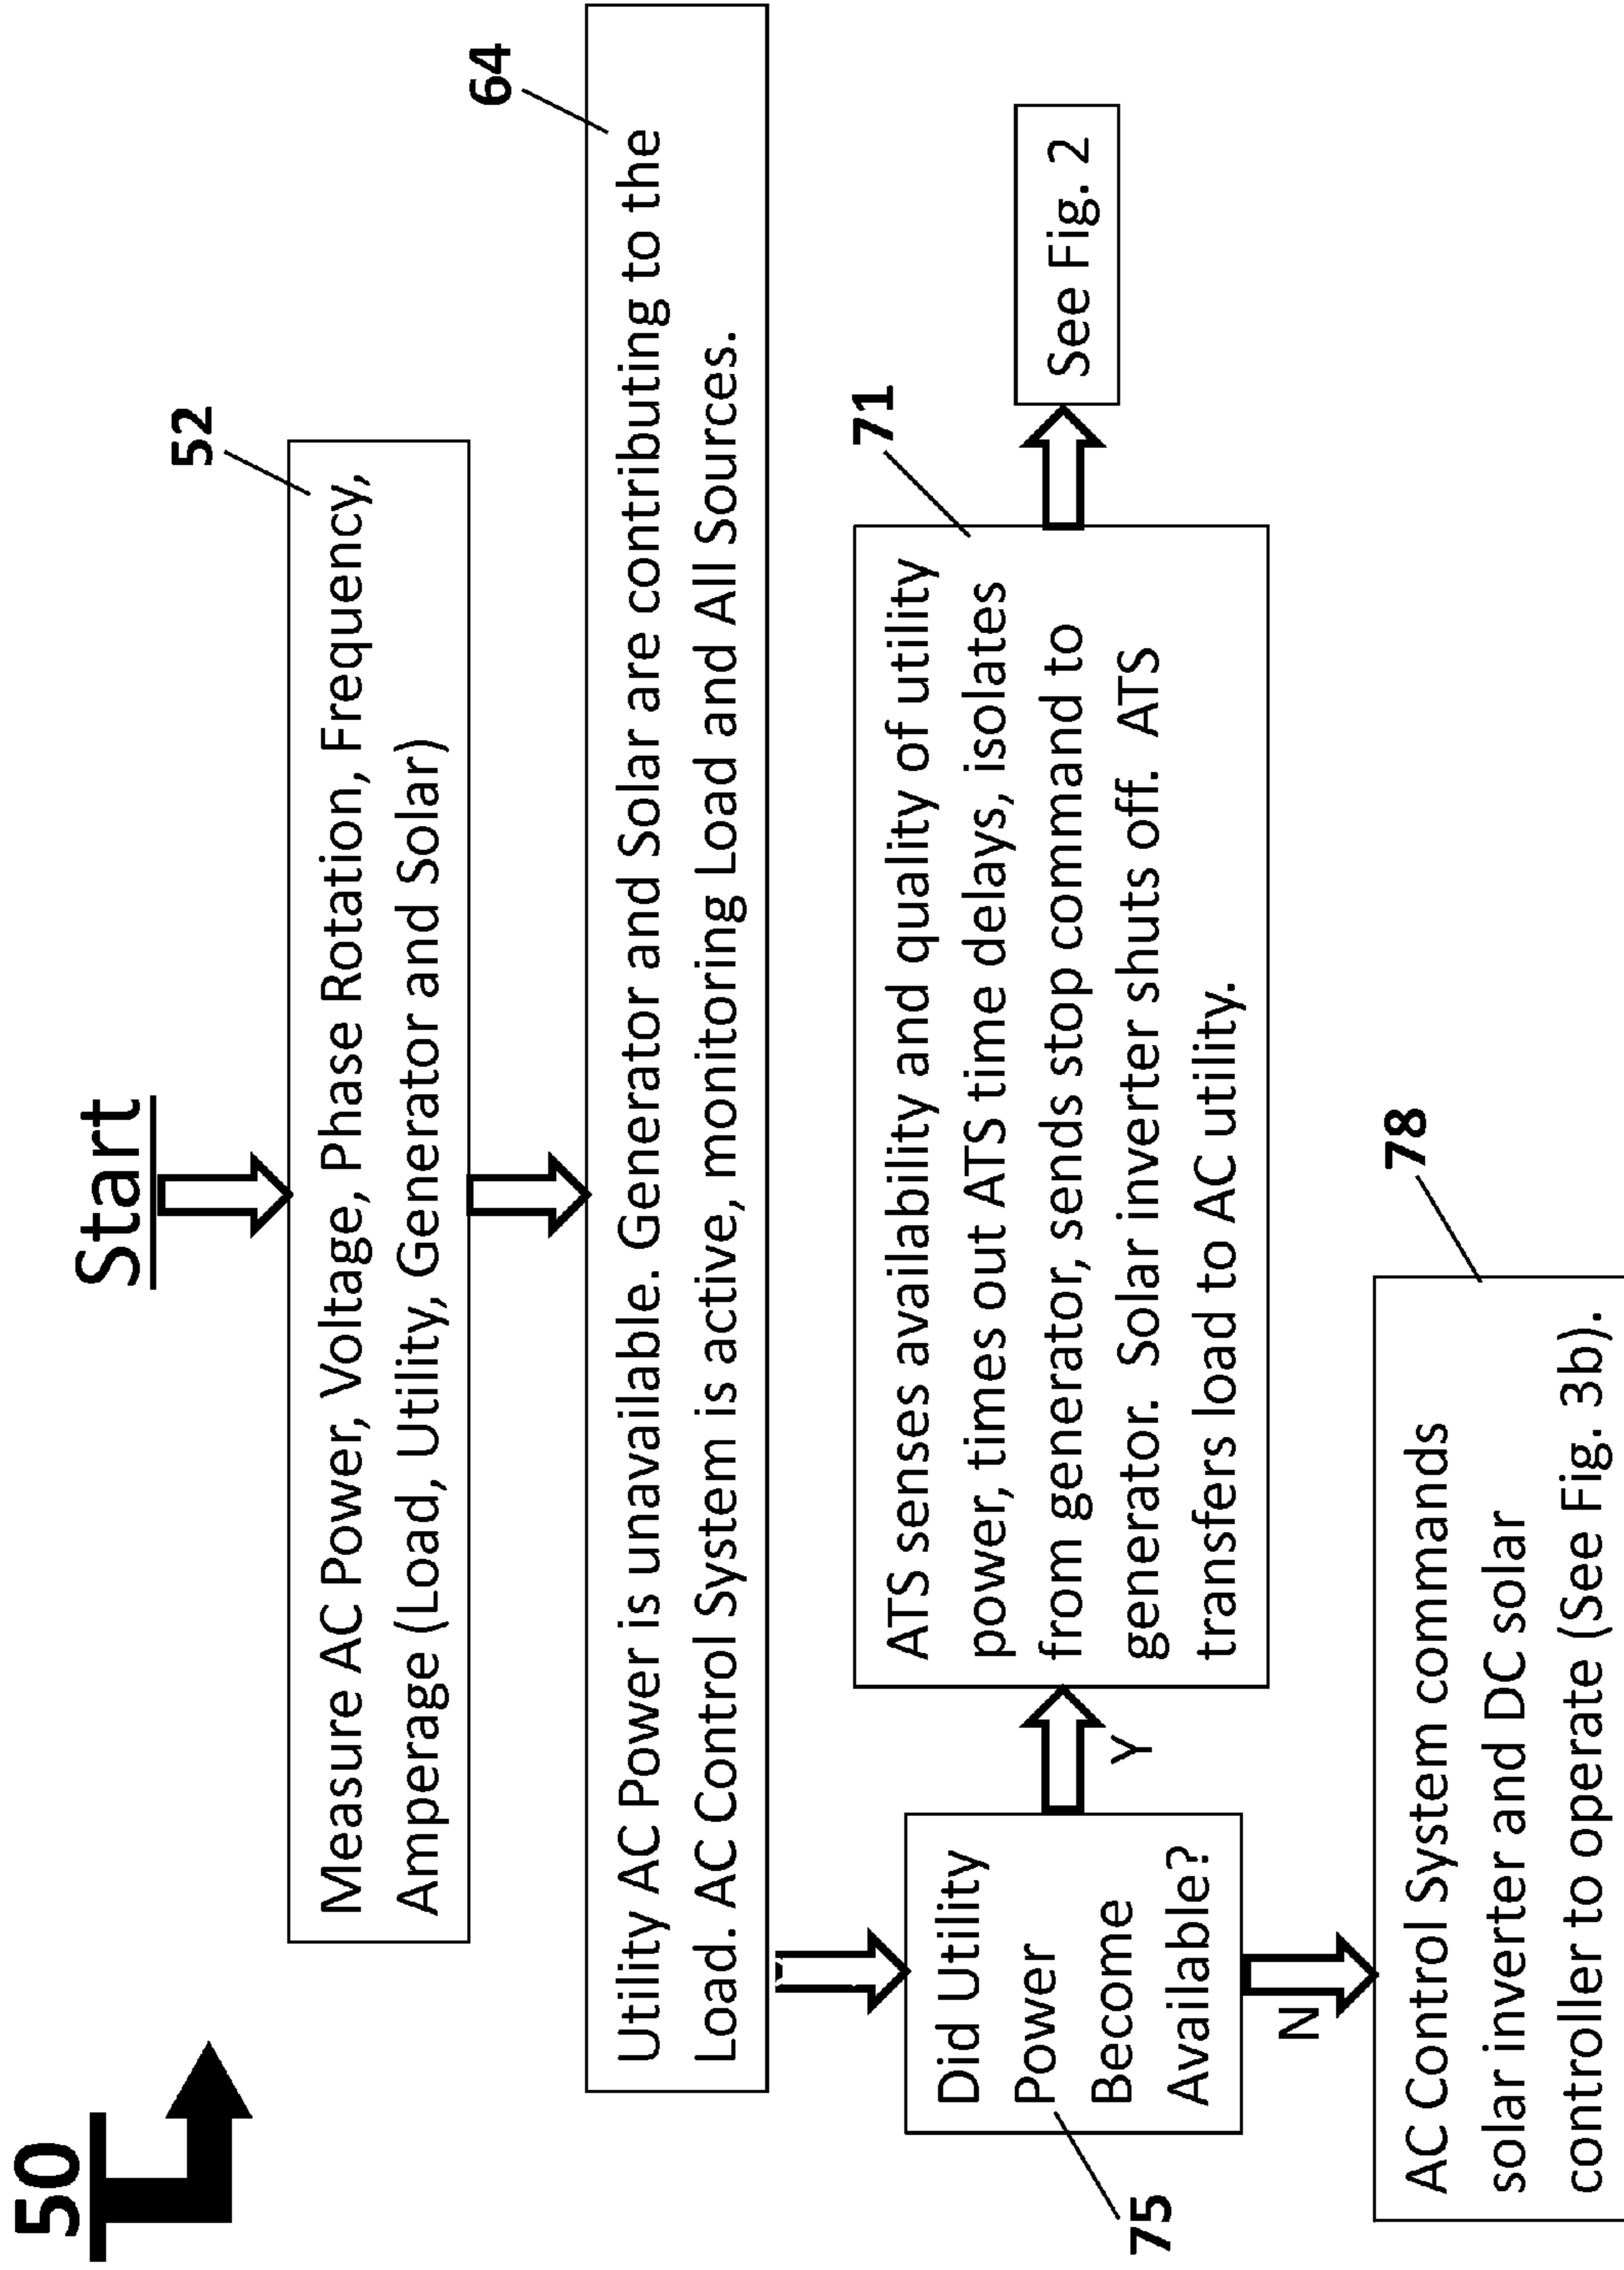 50
Start
52
Measure AC Power, Voltage, Phase Rotation, Frequency,
Amperage (Load, Utility, Generator and Solar)
64
Utility AC Power is unavailable. Generator and Solar are contributing to the
Load. AC Control System is active, monitoring Load and All Sources.
75
Did Utility
Power
Become
Available?
Y
71
ATS senses availability and quality of utility
power, times out ATS time delays, isolates
from generator, sends stop command to
generator. Solar inverter shuts off. ATS
transfers load to AC utility.
See Fig. 2
N
78
AC Control System commands
solar inverter and DC solar
controller to operate (See Fig. 3b).